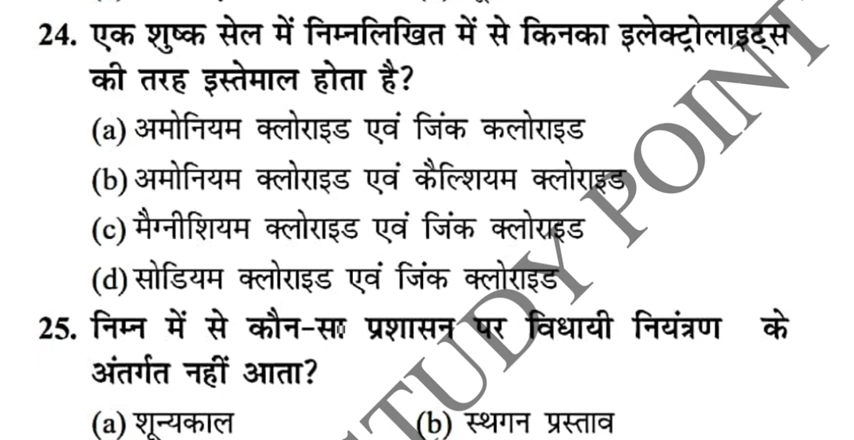 24. एक शुष्क सेल में निम्नलिखित में से किनका इलेक्ट्रोलाइट्स
की तरह इस्तेमाल होता है?
(a) अमोनियम क्लोराइड एवं जिंक कलोराइड
(b) अमोनियम क्लोराइड एवं कैल्शियम क्लोराइड
(c) मैग्नीशियम क्लोराइड एवं जिंक क्लोराइड
(d) सोडियम क्लोराइड एवं जिंक क्लोराइड
25. निम्न में से कौन-सा प्रशासन पर विधायी नियंत्रण के
अंतर्गत नहीं आता?
(a) शून्यकाल (b) स्थगन प्रस्ताव
STUDY POINT